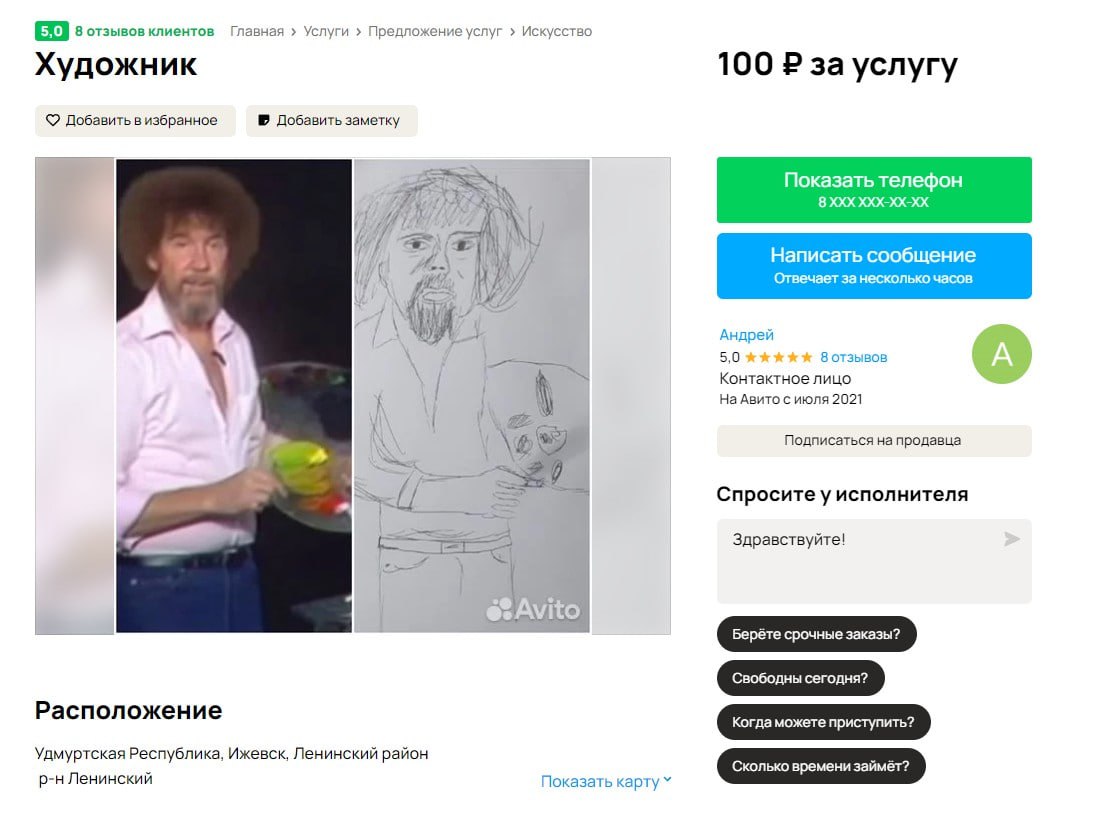 5,0 8 отзывов клиентов Главная › Услуги › Предложение услуг › Искусство
Художник
100 ₽ за услугу
Добавить в избранное Добавить заметку
Avito
Показать телефон
8 XXX XXX-XX-XX
Написать сообщение
Отвечает за несколько часов
Андрей
5,0 8 отзывов
Контактное лицо
На Авито с июля 2021
А
Подписаться на продавца
Спросите у исполнителя
Здравствуйте!
Берёте срочные заказы?
Свободны сегодня?
Когда можете приступить?
Сколько времени займёт?
Расположение
Удмуртская Республика, Ижевск, Ленинский район
р-н Ленинский
Показать карту